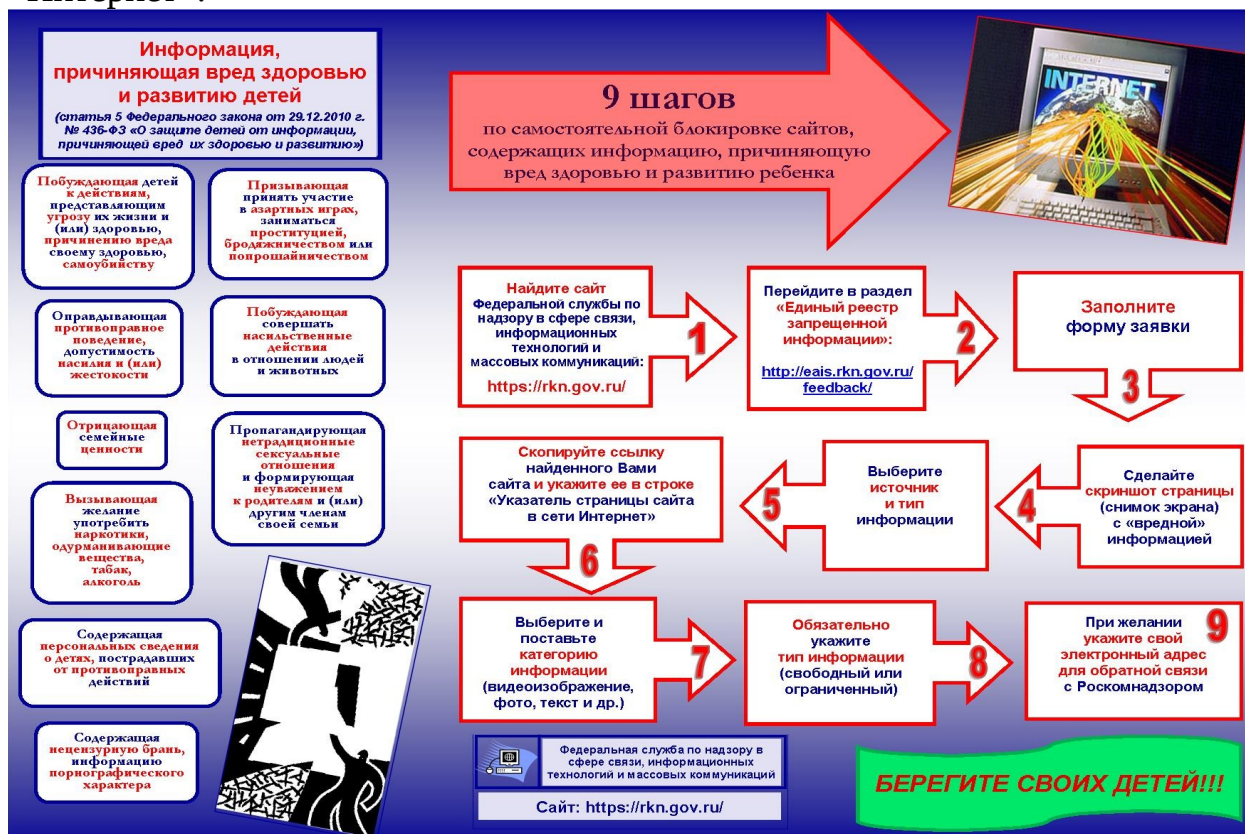 "Интернет".
Информация,
причиняющая вред здоровью
и развитию детей
(статья 5 Федерального закона от 29.12.2010 г.
№ 436-ФЗ «О защите детей от информации,
причиняющей вред их здоровью и развитию»)
Побуждающая детей
к действиям,
представляющим
угрозу их жизни и
(или) здоровью,
причинению вреда
своему здоровью,
самоубийству
Призывающая
принять участие
в азартных играх,
заниматься
проституцией,
бродяжничеством или
попрошайничеством
Оправдывающая
противоправное
поведение,
допустимость
насилия и (или)
жестокости
Побуждающая
совершать
насильственные
действия
в отношении людей
и животных
Отрицающая
семейные
ценности
Пропагандирующая
нетрадиционные
сексуальные
отношения
и формирующая
неуважением
к родителям и (или)
другим членам
своей семьи
Вызывающая
желание
употребить
наркотики,
одурманивающие
вещества,
табак,
алкоголь
Содержащая
персональных сведения
о детях, пострадавших
от противоправных
действий
Содержащая
нецензурную брань,
информацию
порнографического
характера
9 шагов
по самостоятельной блокировке сайтов,
содержащих информацию, причиняющую
вред здоровью и развитию ребенка
INTERNET
Найдите сайт
Федеральной службы по
надзору в сфере связи,
информационных
технологий и
массовых коммуникаций:
https://rkn.gov.ru/
1
Перейдите в раздел
«Единый реестр
запрещенной
информации»:
http://eais.rkn.gov.ru/
feedback/
2
Заполните
форму заявки
3
Сделайте
скриншот страницы
(снимок экрана)
с «вредной»
информацией
4
Выберите
источник
и тип
информации
5
Скопируйте ссылку
найденного Вами
сайта и укажите ее в строке
«Указатель страницы сайта
в сети Интернет»
6
Выберите и
поставьте
категорию
информации
(видеоизображение,
фото, текст и др.)
7
Обязательно
укажите
тип информации
(свободный или
ограниченный)
8
При желании
укажите свой
электронный адрес
для обратной связи
с Роскомнадзором
9
Федеральная служба по надзору в
сфере связи, информационных
технологий и массовых коммуникаций
Сайт: https://rkn.gov.ru/
БЕРЕГИТЕ СВОИХ ДЕТЕЙ!!!